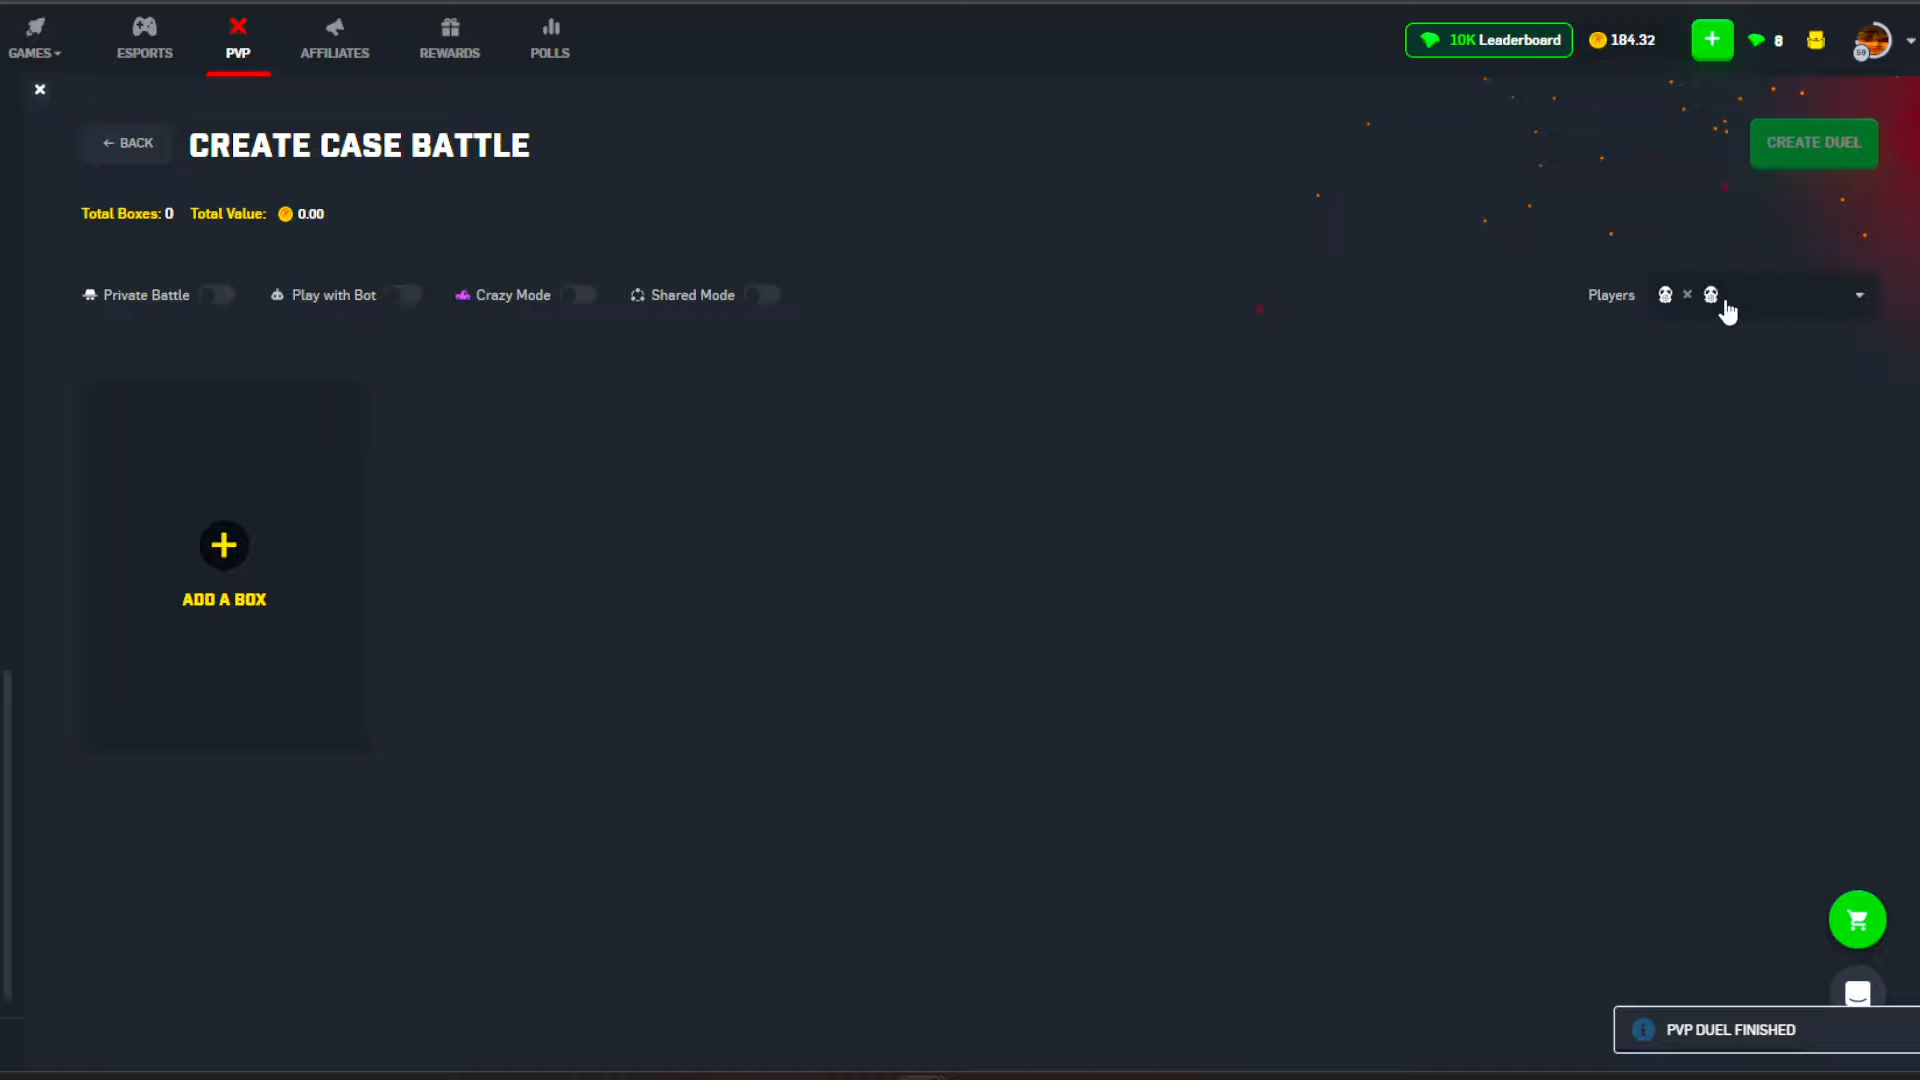 GAMES
ESPORTS
PVP
AFFILIATES
REWARDS
POLLS
10K Leaderboard
184.32
8
59
← BACK
CREATE CASE BATTLE
CREATE DUEL
Total Boxes: 0 Total Value: 0.00
Private Battle
Play with Bot
Crazy Mode
Shared Mode
Players
ADD A BOX
PVP DUEL FINISHED